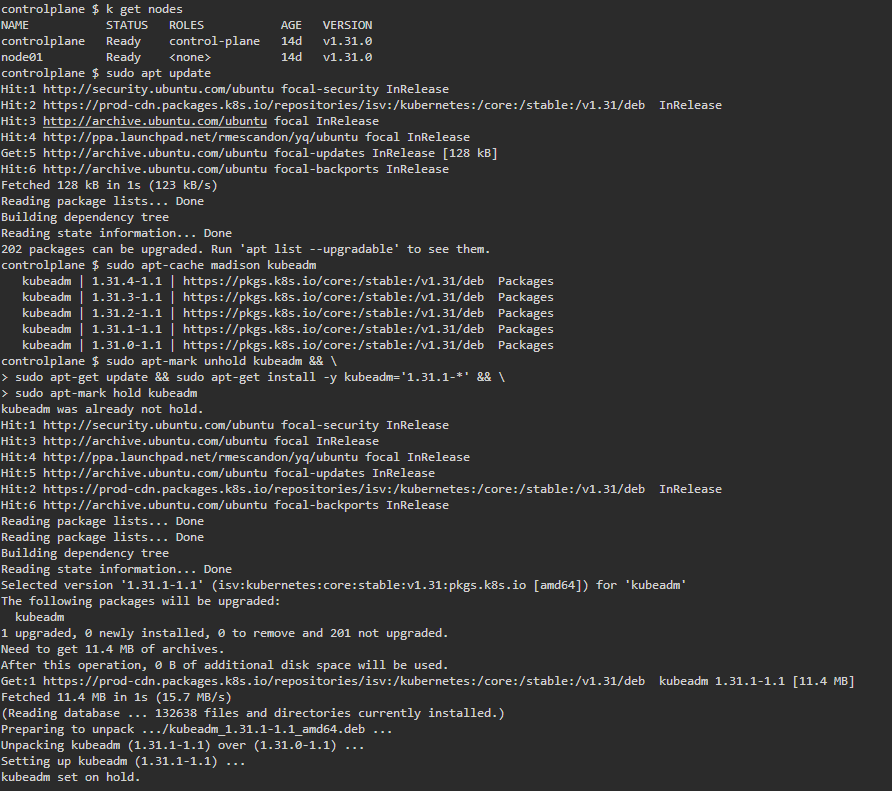 controlplane $ k get nodes
NAME           STATUS   ROLES           AGE   VERSION
controlplane   Ready    control-plane   14d   v1.31.0
node01         Ready    <none>          14d   v1.31.0
controlplane $ sudo apt update
Hit:1 http://security.ubuntu.com/ubuntu focal-security InRelease
Hit:2 https://prod-cdn.packages.k8s.io/repositories/isv:/kubernetes:/core:/stable:/v1.31/deb  InRelease
Hit:3 http://archive.ubuntu.com/ubuntu focal InRelease
Hit:4 http://ppa.launchpad.net/rmescandon/yq/ubuntu focal InRelease
Get:5 http://archive.ubuntu.com/ubuntu focal-updates InRelease [128 kB]
Hit:6 http://archive.ubuntu.com/ubuntu focal-backports InRelease
Fetched 128 kB in 1s (123 kB/s)
Reading package lists... Done
Building dependency tree
Reading state information... Done
202 packages can be upgraded. Run 'apt list --upgradable' to see them.
controlplane $ sudo apt-cache madison kubeadm
   kubeadm | 1.31.4-1.1 | https://pkgs.k8s.io/core:/stable:/v1.31/deb  Packages
   kubeadm | 1.31.3-1.1 | https://pkgs.k8s.io/core:/stable:/v1.31/deb  Packages
   kubeadm | 1.31.2-1.1 | https://pkgs.k8s.io/core:/stable:/v1.31/deb  Packages
   kubeadm | 1.31.1-1.1 | https://pkgs.k8s.io/core:/stable:/v1.31/deb  Packages
   kubeadm | 1.31.0-1.1 | https://pkgs.k8s.io/core:/stable:/v1.31/deb  Packages
controlplane $ sudo apt-mark unhold kubeadm && \
> sudo apt-get update && sudo apt-get install -y kubeadm='1.31.1-*' && \
> sudo apt-mark hold kubeadm
kubeadm was already not hold.
Hit:1 http://security.ubuntu.com/ubuntu focal-security InRelease
Hit:3 http://archive.ubuntu.com/ubuntu focal InRelease
Hit:4 http://ppa.launchpad.net/rmescandon/yq/ubuntu focal InRelease
Hit:5 http://archive.ubuntu.com/ubuntu focal-updates InRelease
Hit:2 https://prod-cdn.packages.k8s.io/repositories/isv:/kubernetes:/core:/stable:/v1.31/deb  InRelease
Hit:6 http://archive.ubuntu.com/ubuntu focal-backports InRelease
Reading package lists... Done
Reading package lists... Done
Building dependency tree
Reading state information... Done
Selected version '1.31.1-1.1' (isv:kubernetes:core:stable:v1.31:pkgs.k8s.io [amd64]) for 'kubeadm'
The following packages will be upgraded:
  kubeadm
1 upgraded, 0 newly installed, 0 to remove and 201 not upgraded.
Need to get 11.4 MB of archives.
After this operation, 0 B of additional disk space will be used.
Get:1 https://prod-cdn.packages.k8s.io/repositories/isv:/kubernetes:/core:/stable:/v1.31/deb  kubeadm 1.31.1-1.1 [11.4 MB]
Fetched 11.4 MB in 1s (15.7 MB/s)
(Reading database ... 132638 files and directories currently installed.)
Preparing to unpack .../kubeadm_1.31.1-1.1_amd64.deb ...
Unpacking kubeadm (1.31.1-1.1) over (1.31.0-1.1) ...
Setting up kubeadm (1.31.1-1.1) ...
kubeadm set on hold.